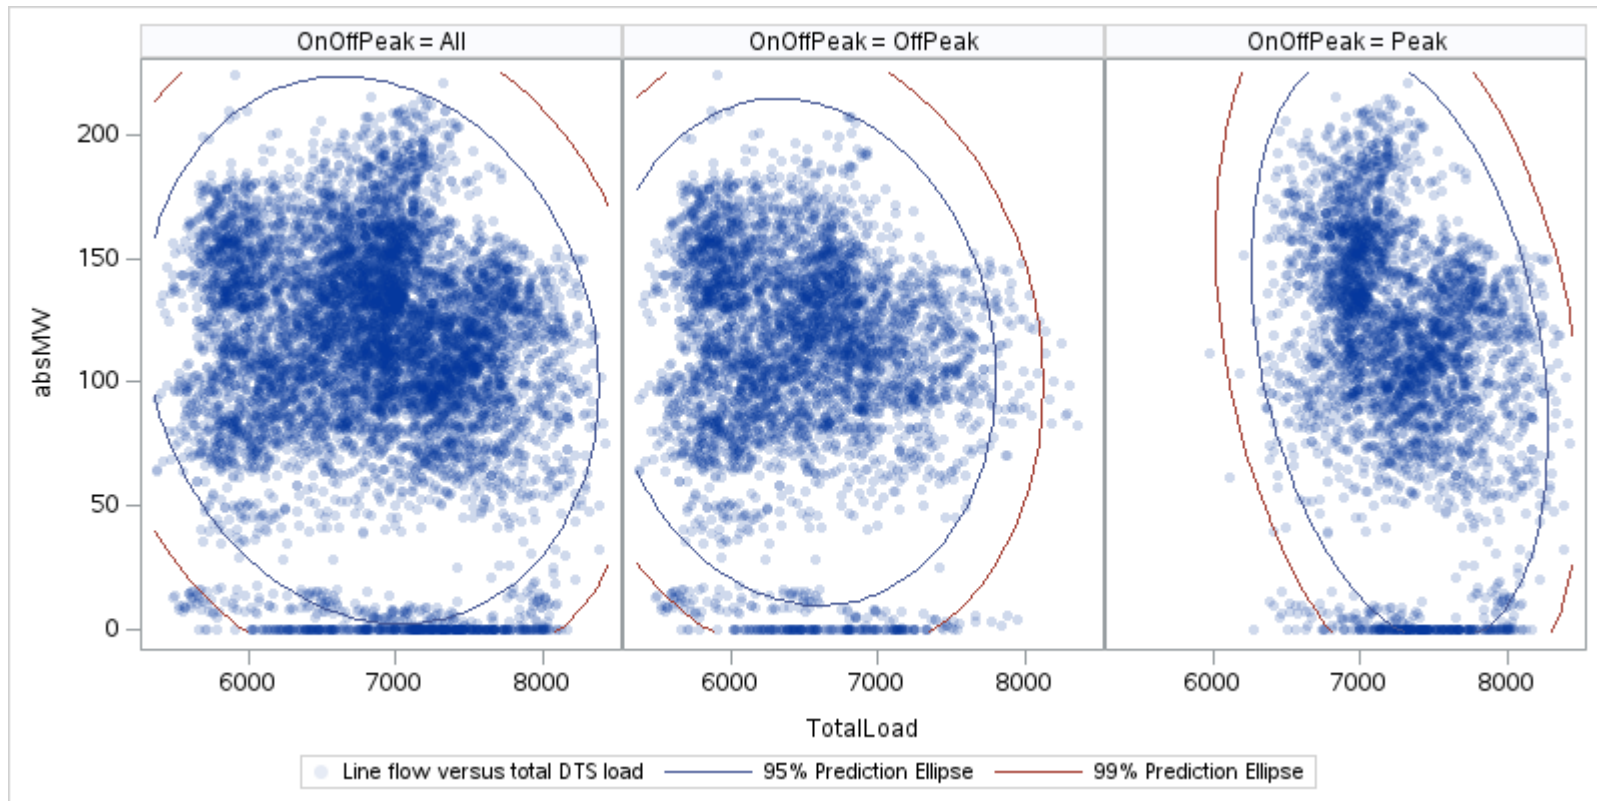 OnOffPeak = All
OnOffPeak = OffPeak
OnOffPeak = Peak
absMW
200
150
100
50
0
6000
7000
8000
6000
7000
8000
6000
7000
8000
TotalLoad
Line flow versus total DTS load
95% Prediction Ellipse
99% Prediction Ellipse